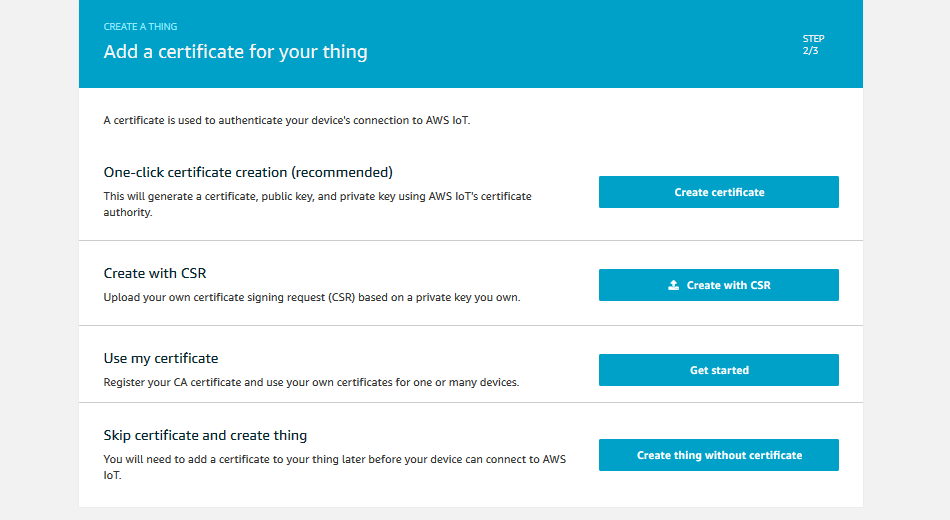 CREATE A THING
Add a certificate for your thing
STEP
2/3
A certificate is used to authenticate your device's connection to AWS IoT.
One-click certificate creation (recommended)
This will generate a certificate, public key, and private key using AWS IoT's certificate
authority.
Create certificate
Create with CSR
Upload your own certificate signing request (CSR) based on a private key you own.
Create with CSR
Use my certificate
Register your CA certificate and use your own certificates for one or many devices.
Get started
Skip certificate and create thing
You will need to add a certificate to your thing later before your device can connect to AWS
IoT.
Create thing without certificate